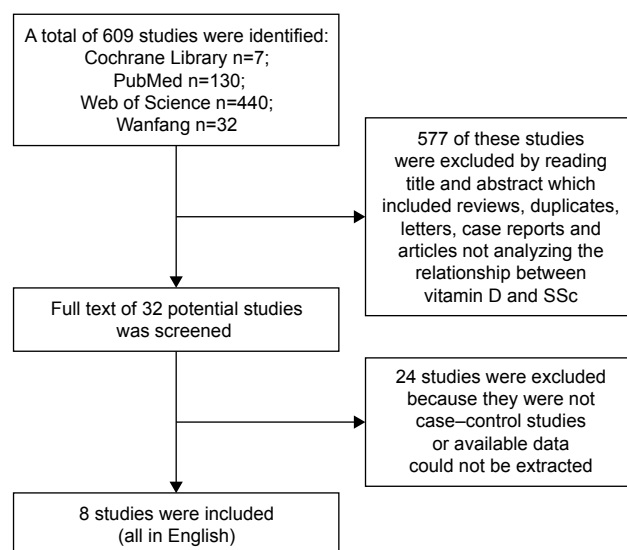 A total of 609 studies were identified:
Cochrane Library n=7;
PubMed n=130;
Web of Science n=440;
Wanfang n=32
577 of these studies
were excluded by reading
title and abstract which
included reviews, duplicates,
letters, case reports and
articles not analyzing the
relationship between
vitamin D and SSc
Full text of 32 potential studies
was screened
24 studies were excluded
because they were not
case–control studies
or available data
could not be extracted
8 studies were included
(all in English)